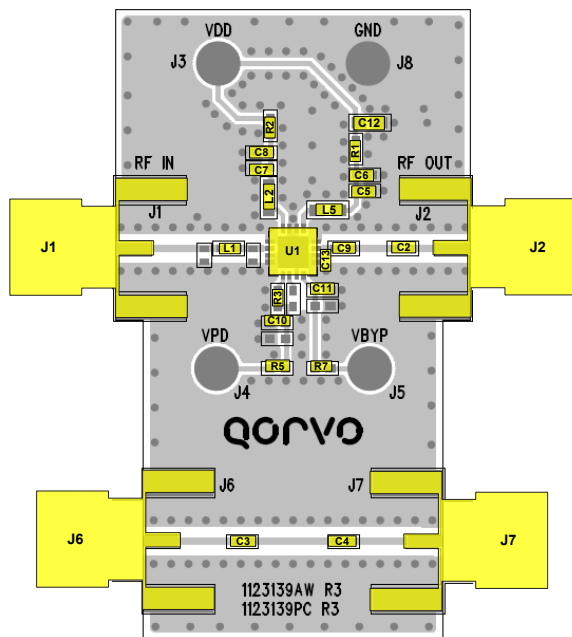 VDD
GND
J3
J8
R2
C12
C8
R1
RF IN
C7
C6
RF OUT
L2
C5
J1
L5
J2
J1
L1
U1
C9
C2
J2
C13
R3
C11
C10
VPD
VBYP
R5
R7
J4
J5
QORVO
J6
J7
J6
C3
C4
J7
1123139AW R3
1123139PC R3